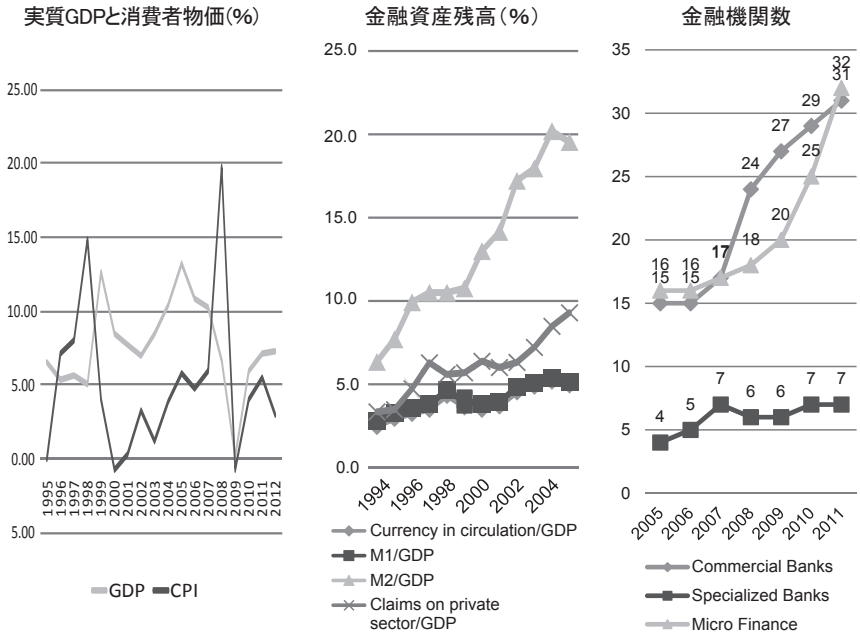 実質GDPと消費者物価(%)
25.00
20.00
15.00
10.00
5.00
0.00
5.00
1995
1996
1997
1998
1999
2000
2001
2002
2003
2004
2005
2006
2007
2008
2009
2010
2011
2012
GDP CPI
金融資産残高(%)
25.0
20.0
15.0
10.0
5.0
0.0
1994 1996 1998 2000 2002 2004
Currency in circulation/GDP
M1/GDP
M2/GDP
Claims on private
sector/GDP
金融機関数
35
30
25
20
15
10
5
0
16 16 17 18 20 25 32
15 15 17 24 27 29 31
4 5 7 6 6 7 7
2005 2006 2007 2008 2009 2010 2011
Commercial Banks
Specialized Banks
Micro Finance